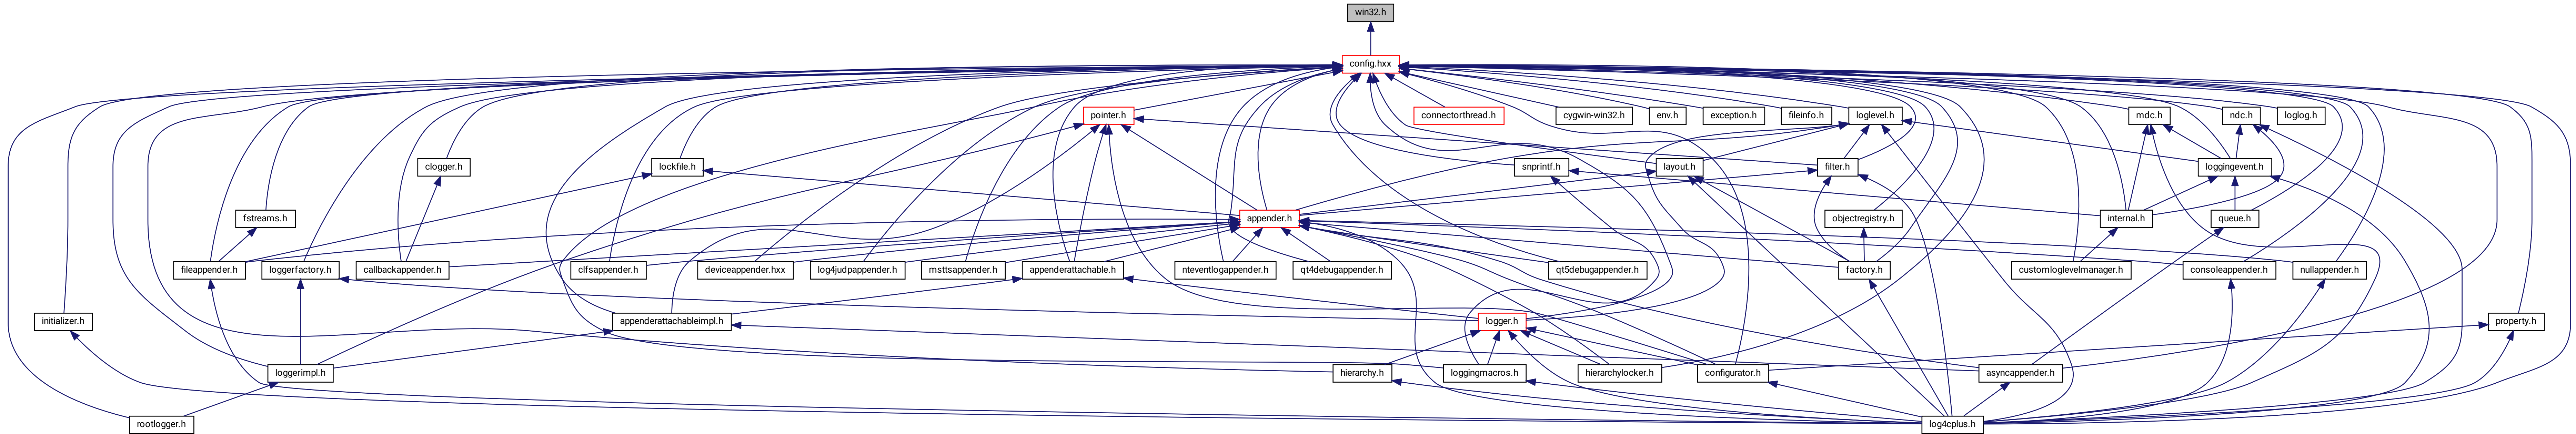 win32.h
config.hxx
pointer.h
connectorthread.h
cygwin-win32.h
env.h
exception.h
fileinfo.h
loglevel.h
mdc.h
ndc.h
loglog.h
clogger.h
lockfile.h
snprintf.h
layout.h
filter.h
loggingevent.h
fstreams.h
appender.h
objectregistry.h
internal.h
queue.h
fileappender.h
loggerfactory.h
callbackappender.h
clfsappender.h
deviceappender.hxx
log4judpappender.h
msttsappender.h
appenderattachable.h
nteventlogappender.h
qt4debugappender.h
qt5debugappender.h
factory.h
customloglevelmanager.h
consoleappender.h
nullappender.h
initializer.h
appenderattachableimpl.h
logger.h
property.h
loggerimpl.h
hierarchy.h
loggingmacros.h
hierarchylocker.h
configurator.h
asyncappender.h
rootlogger.h
log4cplus.h